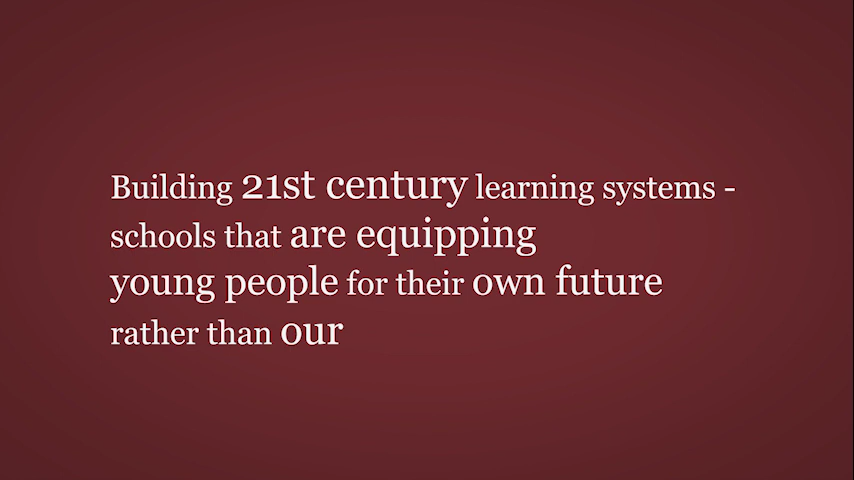 Building 21st century learning systems -
schools that are equipping
young people for their own future
rather than our